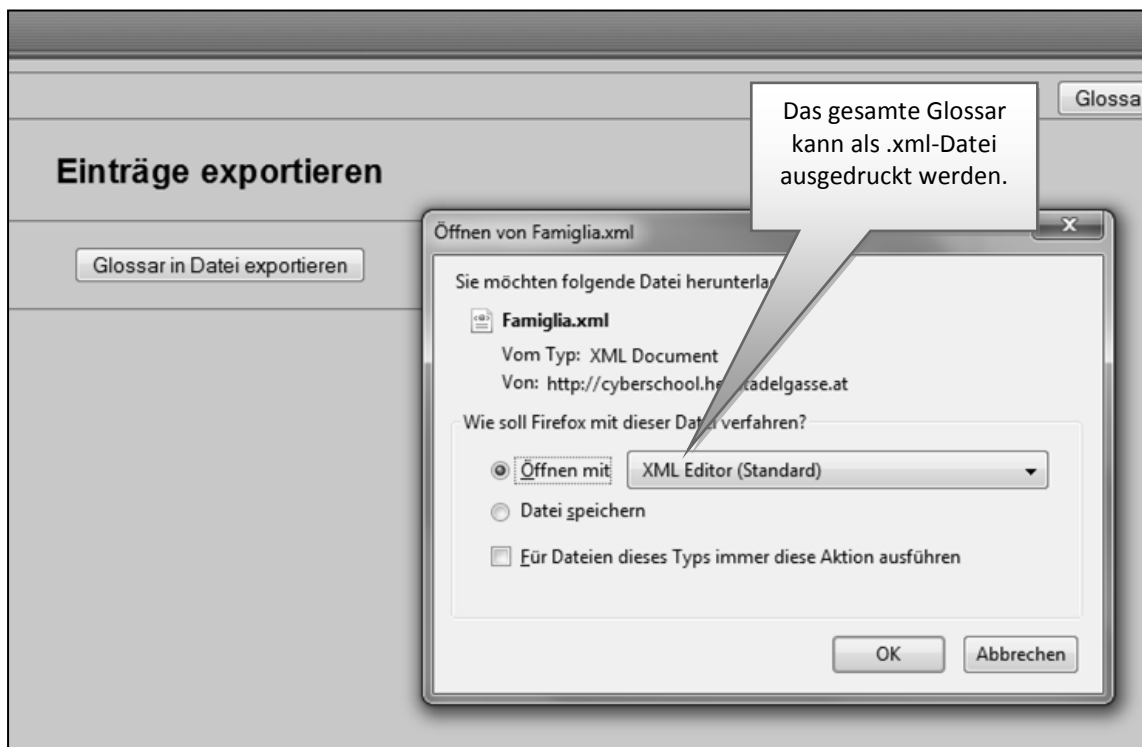 Glossa
Das gesamte Glossar
kann als .xml-Datei
ausgedruckt werden.
Einträge exportieren
Glossar in Datei exportieren
Öffnen von Famiglia.xml
x
Sie möchten folgende Datei
Famiglia.xml
Vom Typ: XML Document
Von: http://cyberschool.he
tadelgasse.at
Wie soll Firefox mit dieser Datei verfahren?
Öffnen mit XML Editor (Standard)
Datei speichern
Für Dateien dieses Typs immer diese Aktion ausführen
OK Abbrechen